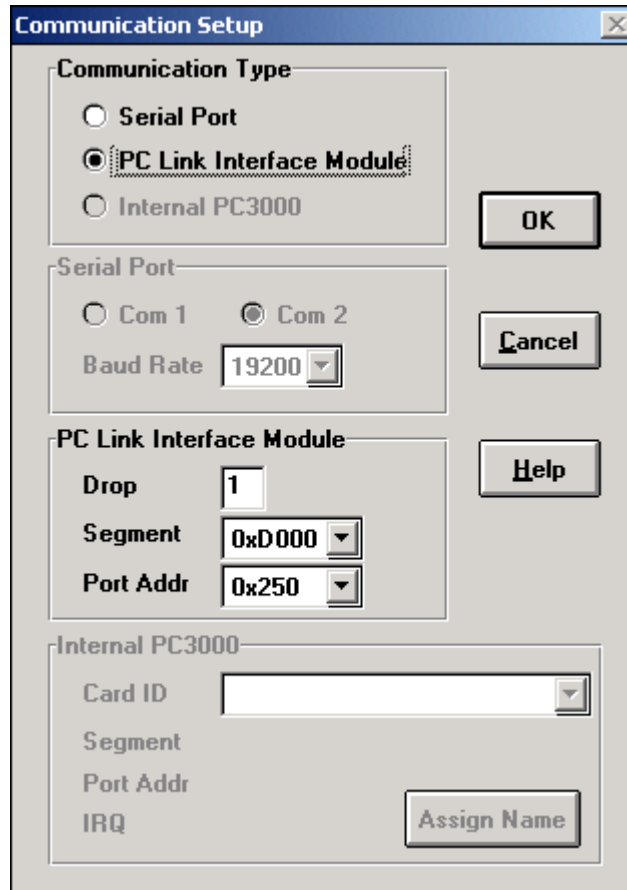 Communication Setup
Communication Type
Serial Port
PC Link Interface Module
Internal PC3000
OK
Serial Port
Com 1 Com 2
Baud Rate 19200
Cancel
PC Link Interface Module
Drop 1
Segment 0xD000
Port Addr 0x250
Help
Internal PC3000
Card ID
Segment
Port Addr
IRQ
Assign Name